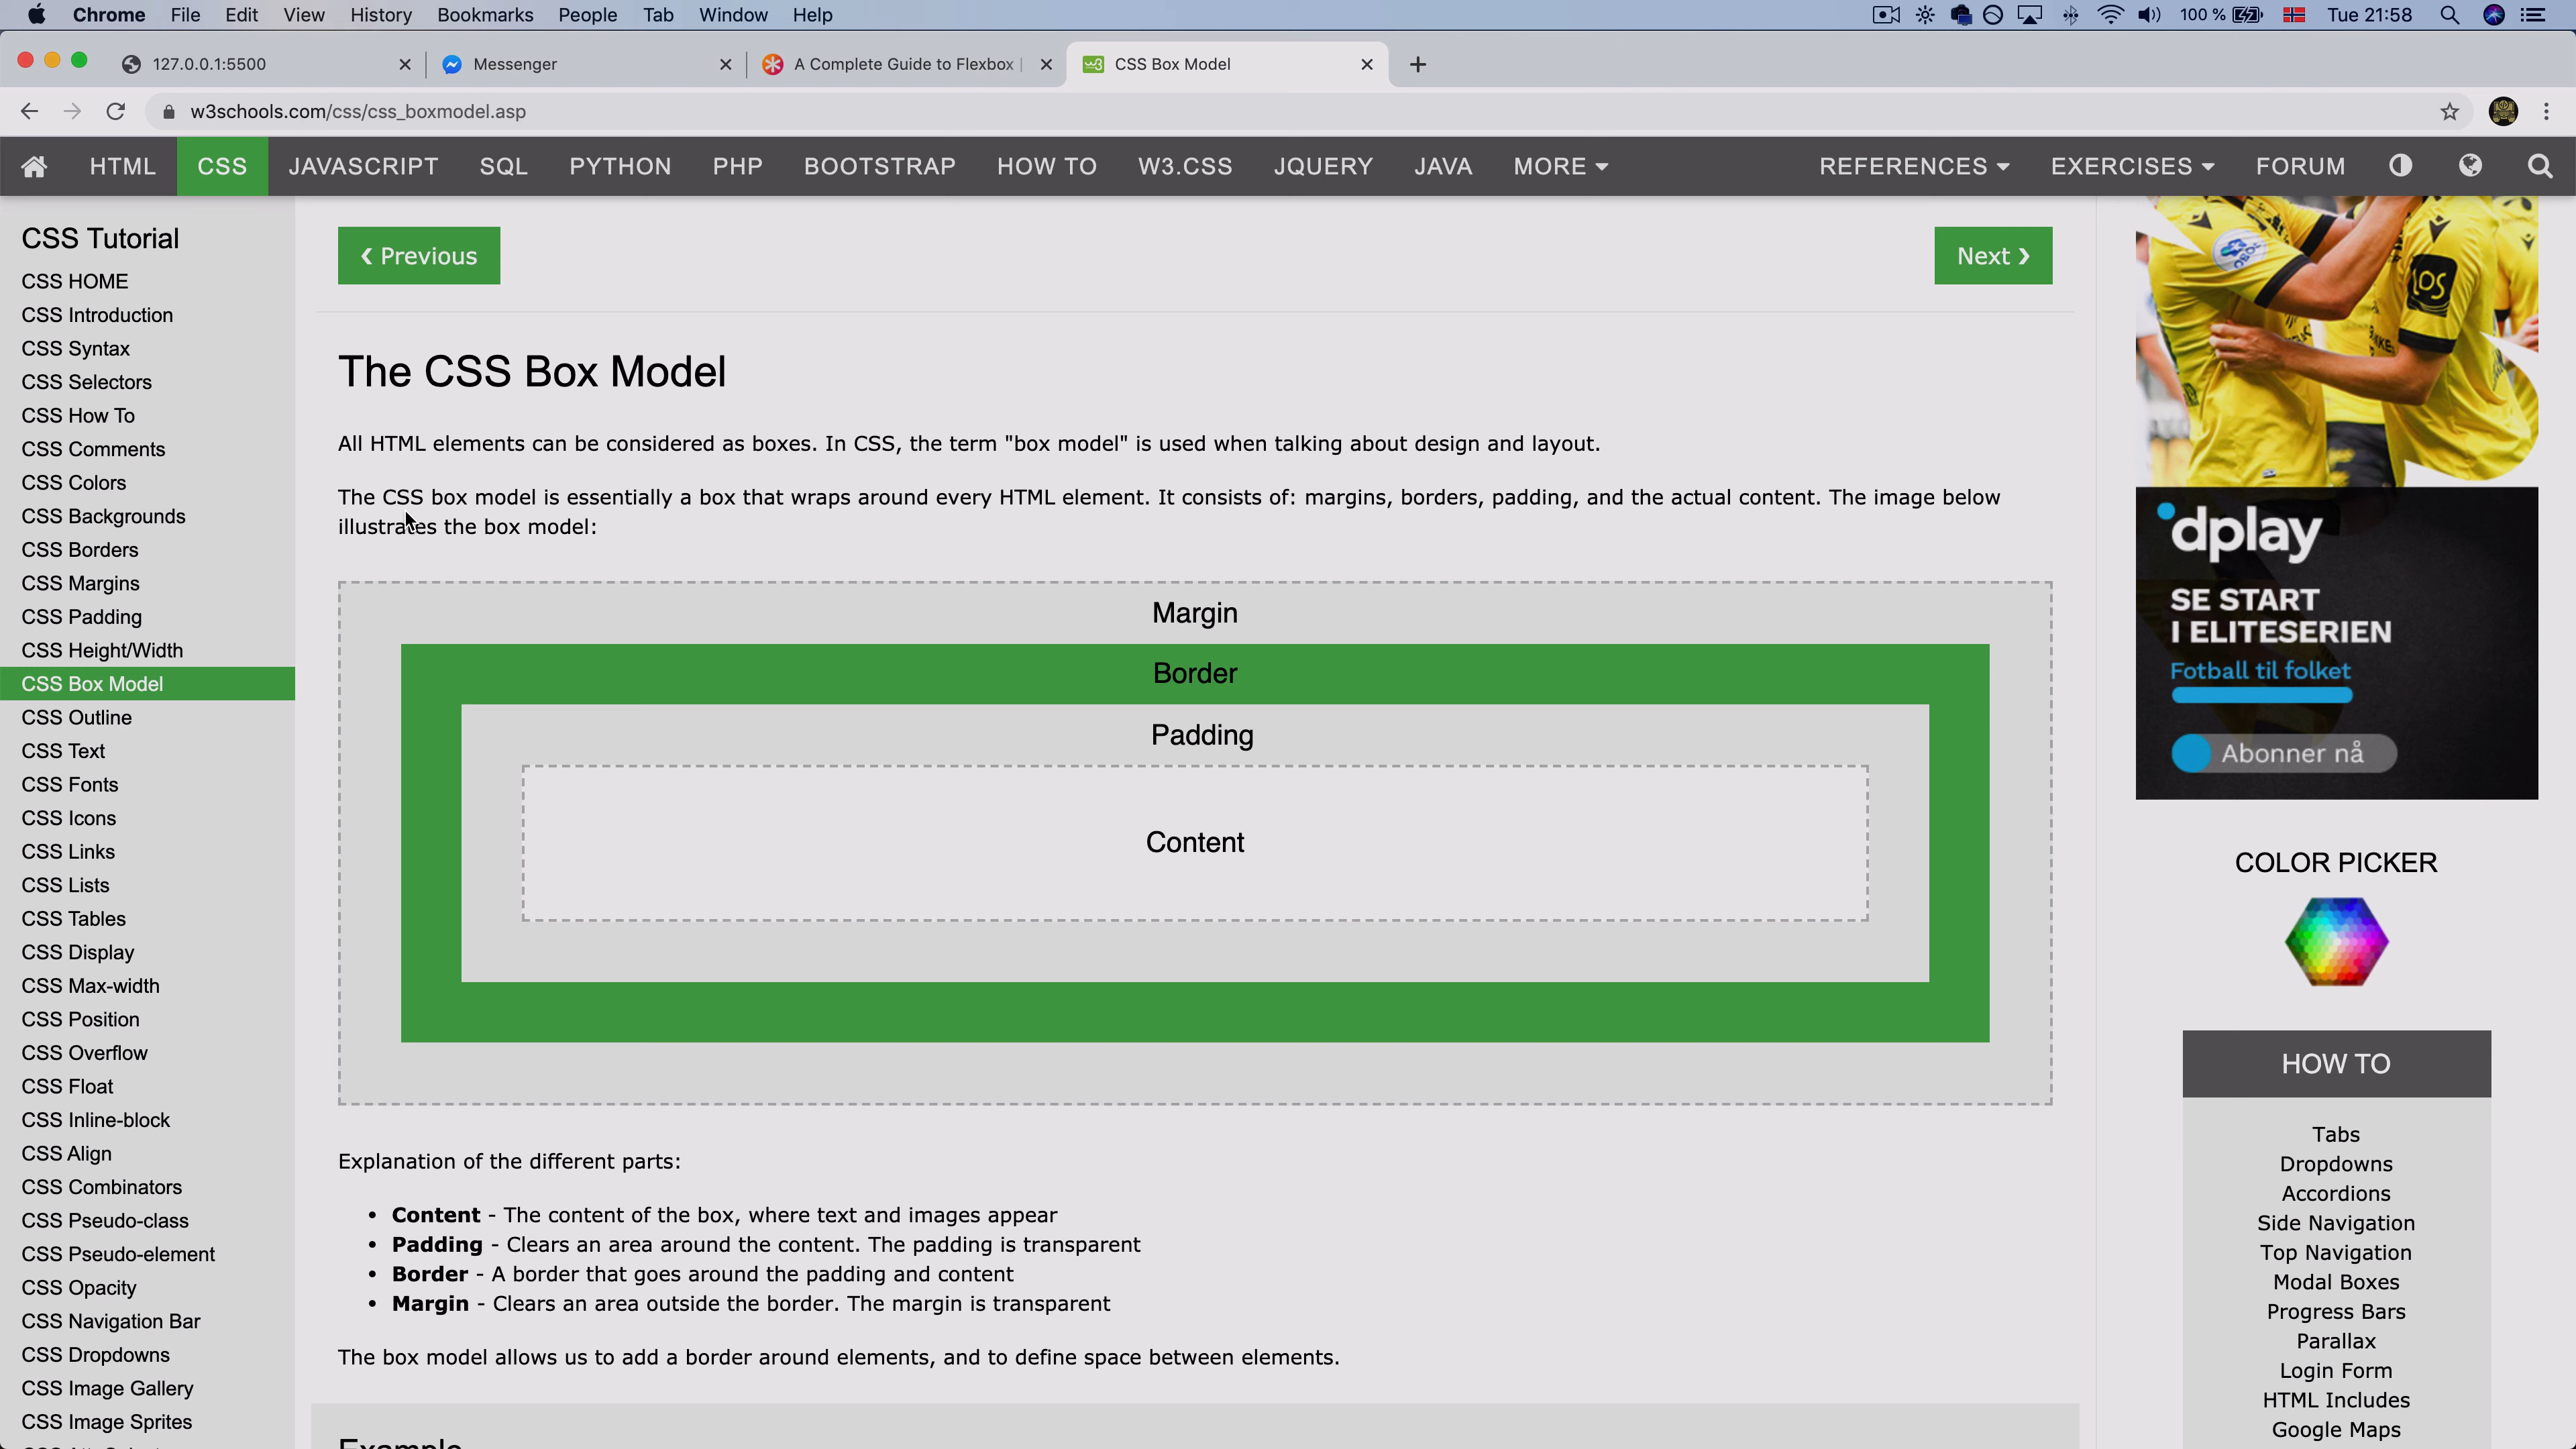 Chrome File Edit View History Bookmarks People Tab Window Help 100 % Tue 21:58
127.0.0.1:5500 Messenger A Complete Guide to Flexbox | CSS Box Model
w3schools.com/css/css_boxmodel.asp
HTML CSS JAVASCRIPT SQL PYTHON PHP BOOTSTRAP HOW TO W3.CSS JQUERY JAVA MORE REFERENCES EXERCISES FORUM
CSS Tutorial
CSS HOME
CSS Introduction
CSS Syntax
CSS Selectors
CSS How To
CSS Comments
CSS Colors
CSS Backgrounds
CSS Borders
CSS Margins
CSS Padding
CSS Height/Width
CSS Box Model
CSS Outline
CSS Text
CSS Fonts
CSS Icons
CSS Links
CSS Lists
CSS Tables
CSS Display
CSS Max-width
CSS Position
CSS Overflow
CSS Float
CSS Inline-block
CSS Align
CSS Combinators
CSS Pseudo-class
CSS Pseudo-element
CSS Opacity
CSS Navigation Bar
CSS Dropdowns
CSS Image Gallery
CSS Image Sprites
❮ Previous
Next ❯
The CSS Box Model
All HTML elements can be considered as boxes. In CSS, the term "box model" is used when talking about design and layout.
The CSS box model is essentially a box that wraps around every HTML element. It consists of: margins, borders, padding, and the actual content. The image below
illustrates the box model:
Margin
Border
Padding
Content
Explanation of the different parts:
• Content - The content of the box, where text and images appear
• Padding - Clears an area around the content. The padding is transparent
• Border - A border that goes around the padding and content
• Margin - Clears an area outside the border. The margin is transparent
The box model allows us to add a border around elements, and to define space between elements.
Example
LOS
dplay
SE START
I ELITESERIEN
Fotball til folket
Abonner nå
COLOR PICKER
HOW TO
Tabs
Dropdowns
Accordions
Side Navigation
Top Navigation
Modal Boxes
Progress Bars
Parallax
Login Form
HTML Includes
Google Maps